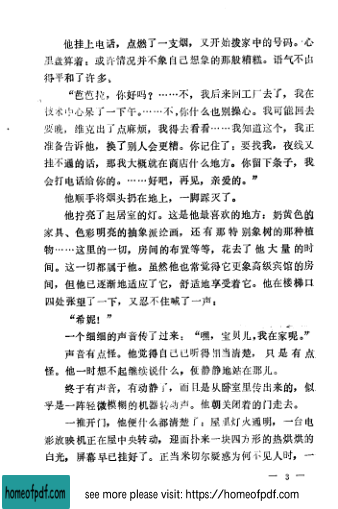 他挂上电话，点燃了一支烟，又开始拨家中的号码。心
里盘算着：或许情况并不象自己想象的那般糟糕。语气不由
得平和了许多。
“芭芭拉，你好吗？……不，我后来回工厂去了，我在
技术中心呆了一下午。……不，你什么也别操心。我可能回去
要晚，维克出了点麻烦，我得去看看……我知道这个，我正
准备告诉他，换了别人会更糟。你记住了：要找我，夜线又
挂不通的话，那我大概就在商店什么地方。你留下条子，我
会打电话给你的。……好吧，再见，亲爱的。”
他顺手将烟头扔在地上，一脚踩灭了。
他拧亮了起居室的灯。这是他最喜欢的地方：奶黄色的
家具、色彩明亮的抽象派绘画，还有那特别象树的那种植
物……这里的一切，房间的布置等等，花去了他大量的时
间。这一切都属于他。虽然他也常觉得它更象高级宾馆的房
间，但他已逐渐地适应了它，舒适地享受着它。他在楼梯口
四处张望了一下，又忍不住喊了一声：
“希妮！”
一个细细的声音传了过来：“嘿，宝贝儿，我在家呢。”
声音有点怪。他觉得自己已听得相当清楚，只是有点
怪。他一时想不起继续说什么，但静静地站在那儿。
终于有声音，有动静了，而且是从卧室里传出来的，似
乎是一阵轻微模糊的机器转动声。他朝关闭着的门走去。
一推开门，他便什么都清楚了：屋里灯火通明，一台电
影放映机正在屋中央转动，迎面扑来一块四方形的热烘烘的
白光，屏幕早已挂好了。正当米切尔疑惑为何不见人时，一
— 3 —
homeofpdf.com
see more please visit: https://homeofpdf.com